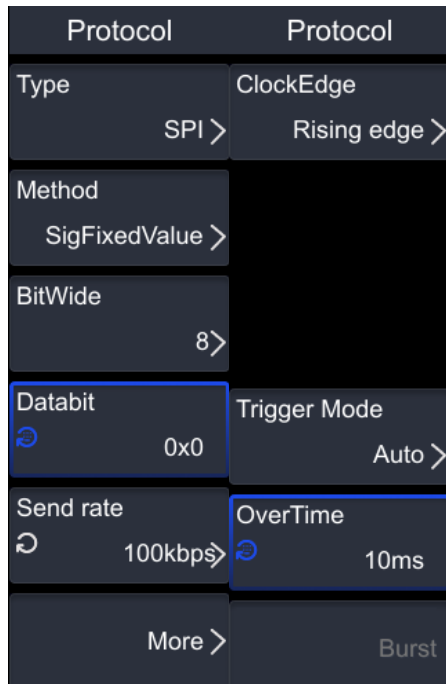 Protocol
Type
SPI
Method
SigFixedValue
BitWide
8
Databit
0x0
Send rate
100kbps
More
Protocol
ClockEdge
Rising edge
Trigger Mode
Auto
OverTime
10ms
Burst